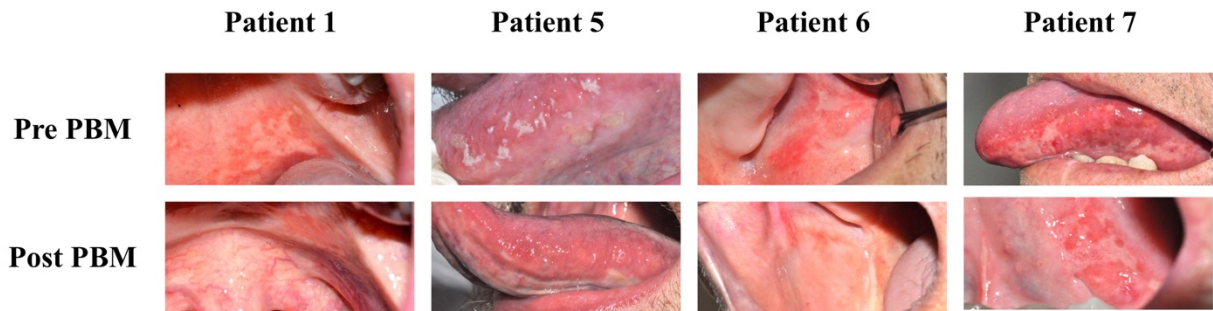 Patient 1 Patient 5 Patient 6 Patient 7
Pre PBM
Post PBM